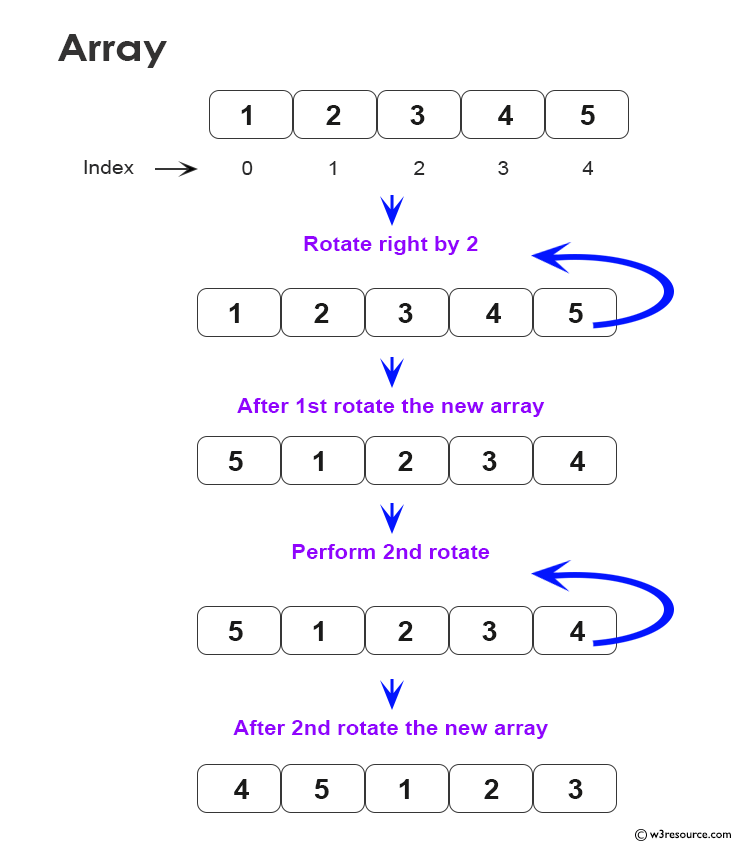 Array
1 2 3 4 5
Index 0 1 2 3 4
Rotate right by 2
1 2 3 4 5
After 1st rotate the new array
5 1 2 3 4
Perform 2nd rotate
5 1 2 3 4
After 2nd rotate the new array
4 5 1 2 3
© w3resource.com